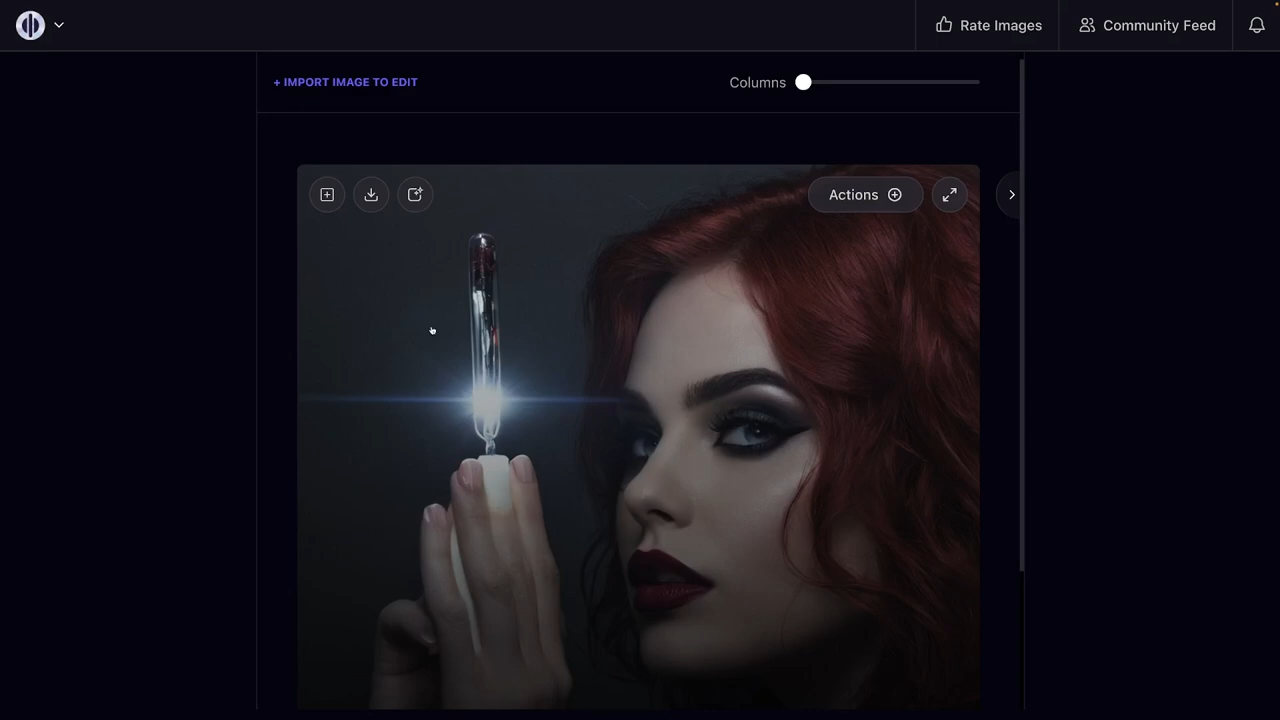 Rate Images
Community Feed
+ IMPORT IMAGE TO EDIT
Columns
Actions